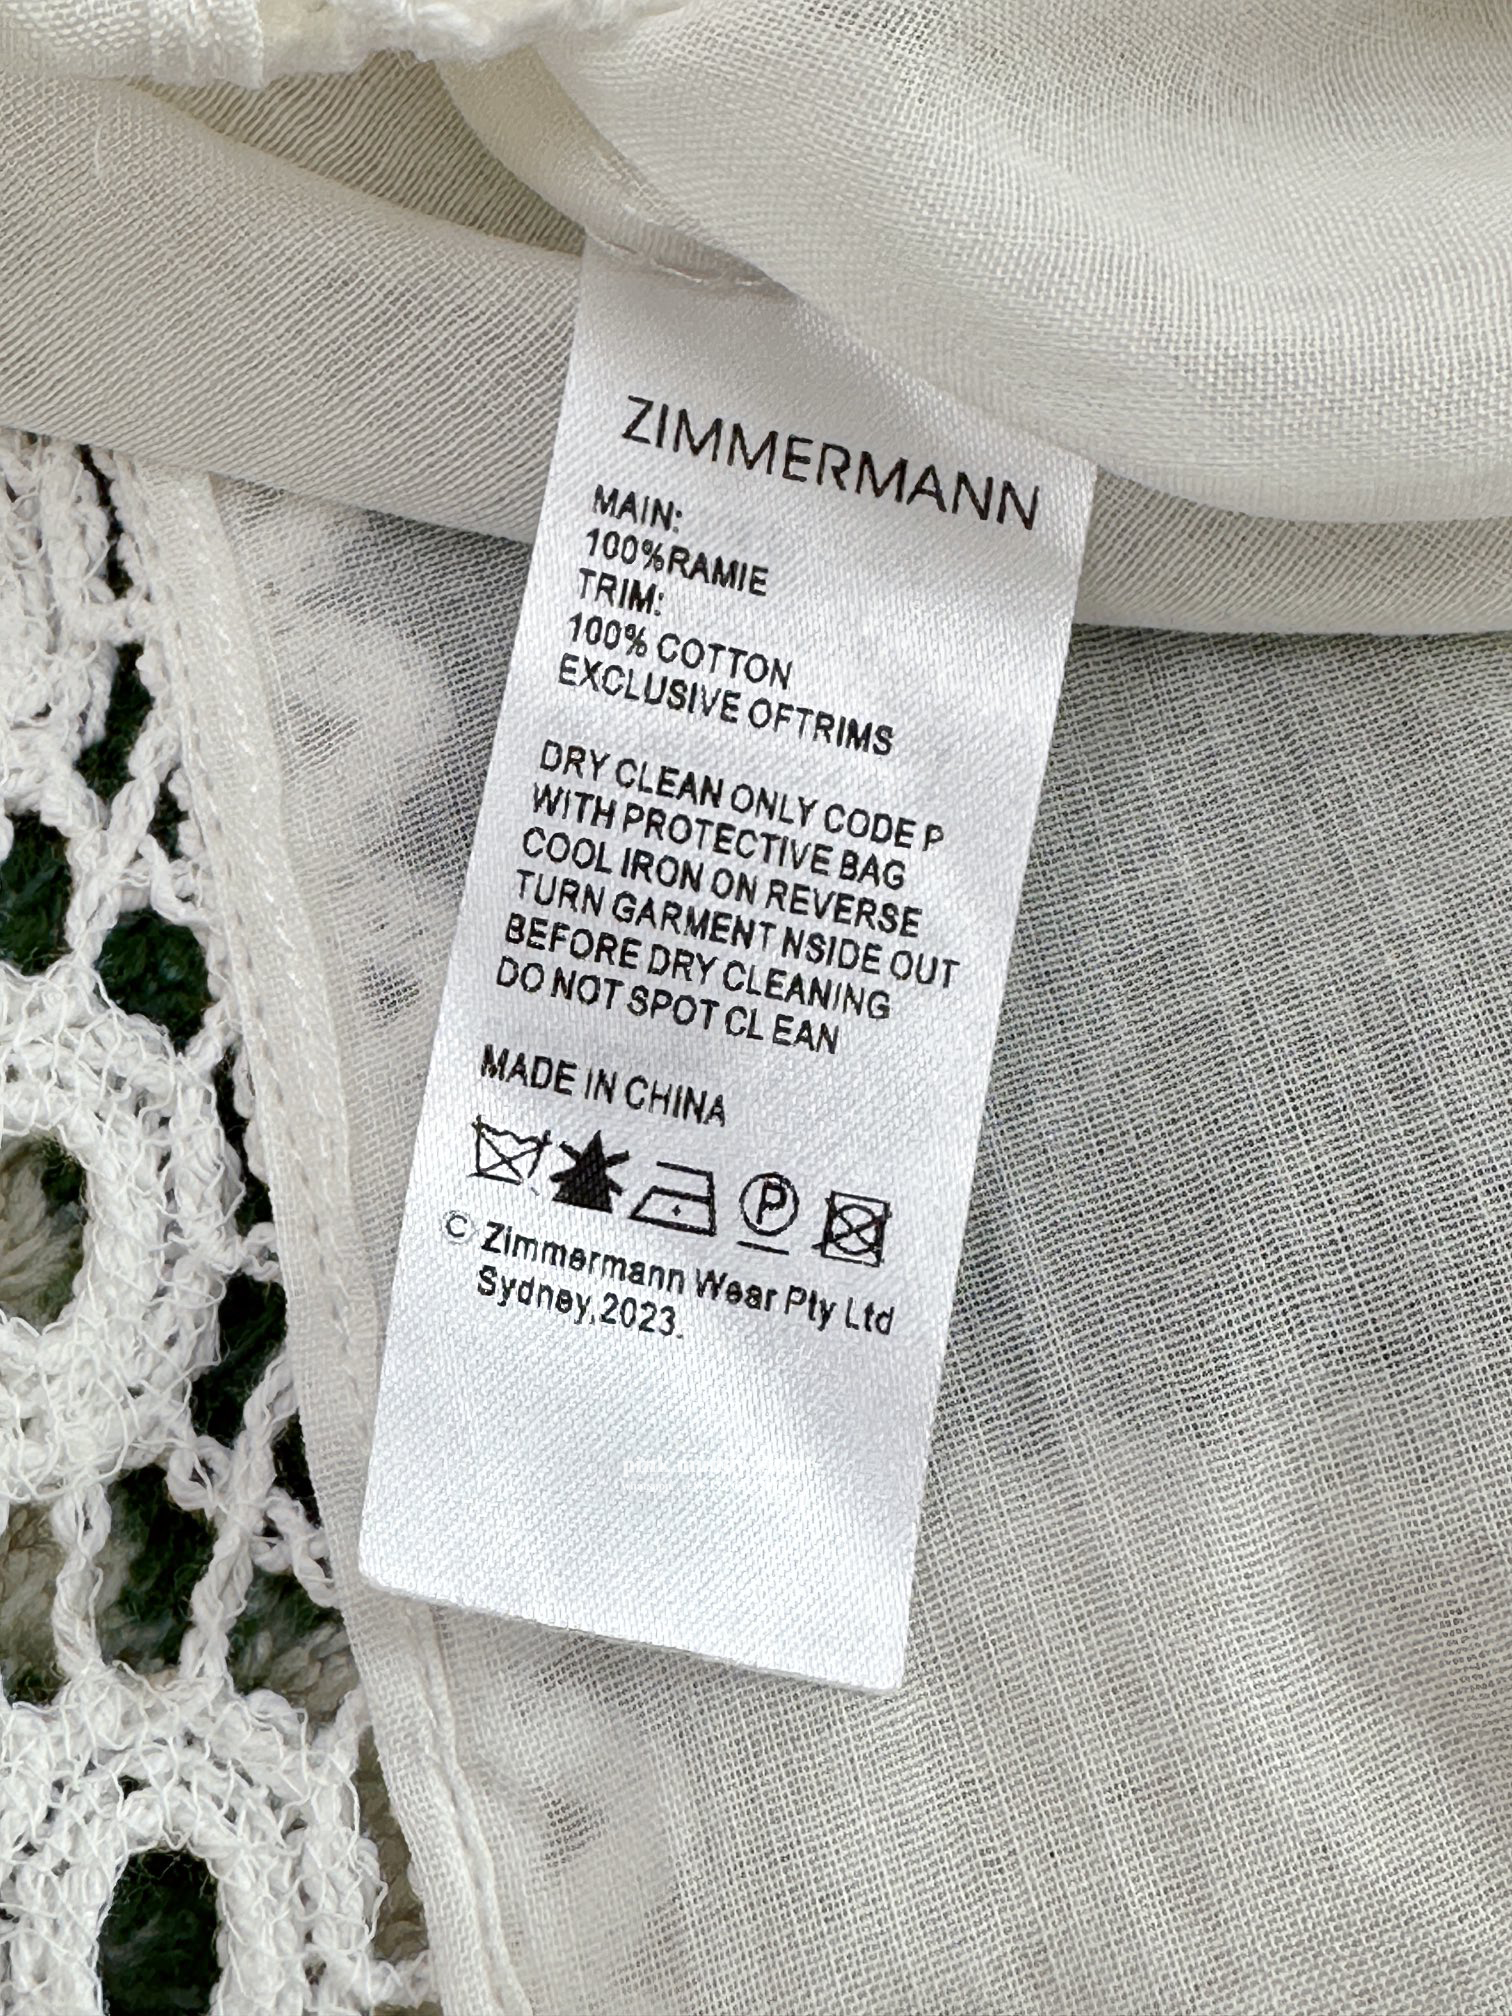 ZIMMERMANN
MAIN:
100%RAMIE
TRIM:
100% COTTON
EXCLUSIVE OFTRIMS
DRY CLEAN ONLY CODE P
WITH PROTECTIVE BAG
COOL IRON ON REVERSE
TURN GARMENT NSIDE OUT
BEFORE DRY CLEANING
DO NOT SPOT CLEAN
MADE IN CHINA
P
© Zimmermann Wear Pty Ltd
Sydney,2023.